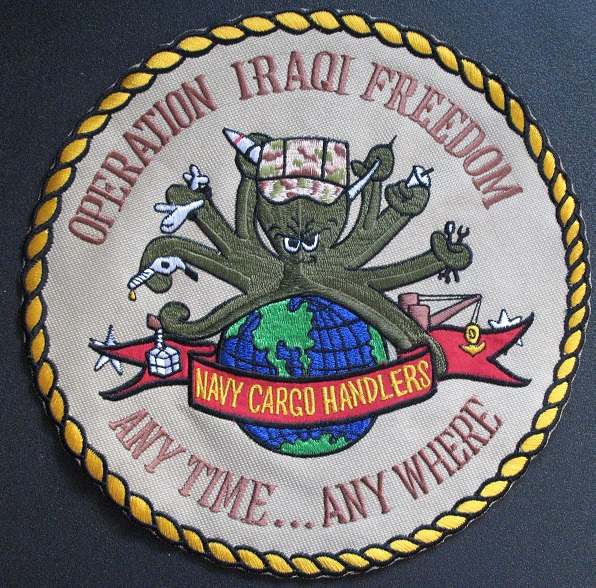 OPERATION IRAQI FREEDOM
NAVY CARGO HANDLERS
ANY TIME... ANY WHERE